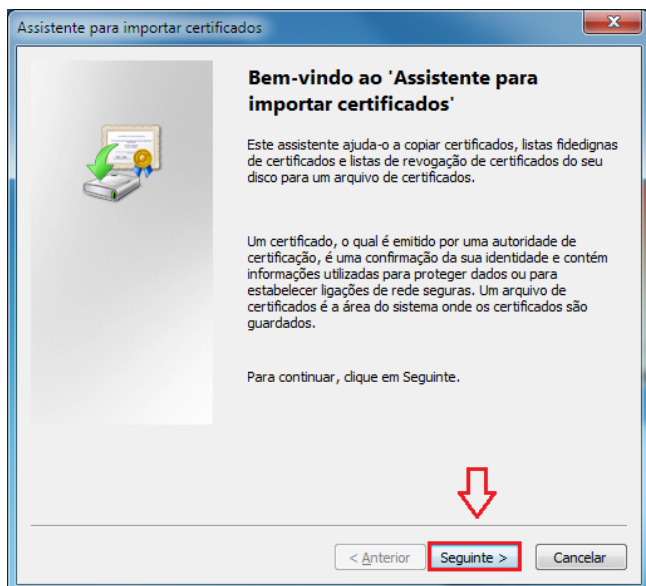 Assistente para importar certificados
Bem-vindo ao 'Assistente para
importar certificados'
Este assistente ajuda-o a copiar certificados, listas fidedignas
de certificados e listas de revogação de certificados do seu
disco para um arquivo de certificados.
Um certificado, o qual é emitido por uma autoridade de
certificação, é uma confirmação da sua identidade e contém
informações utilizadas para proteger dados ou para
estabelecer ligações de rede seguras. Um arquivo de
certificados é a área do sistema onde os certificados são
guardados.
Para continuar, clique em Seguinte.
< Anterior Seguinte > Cancelar